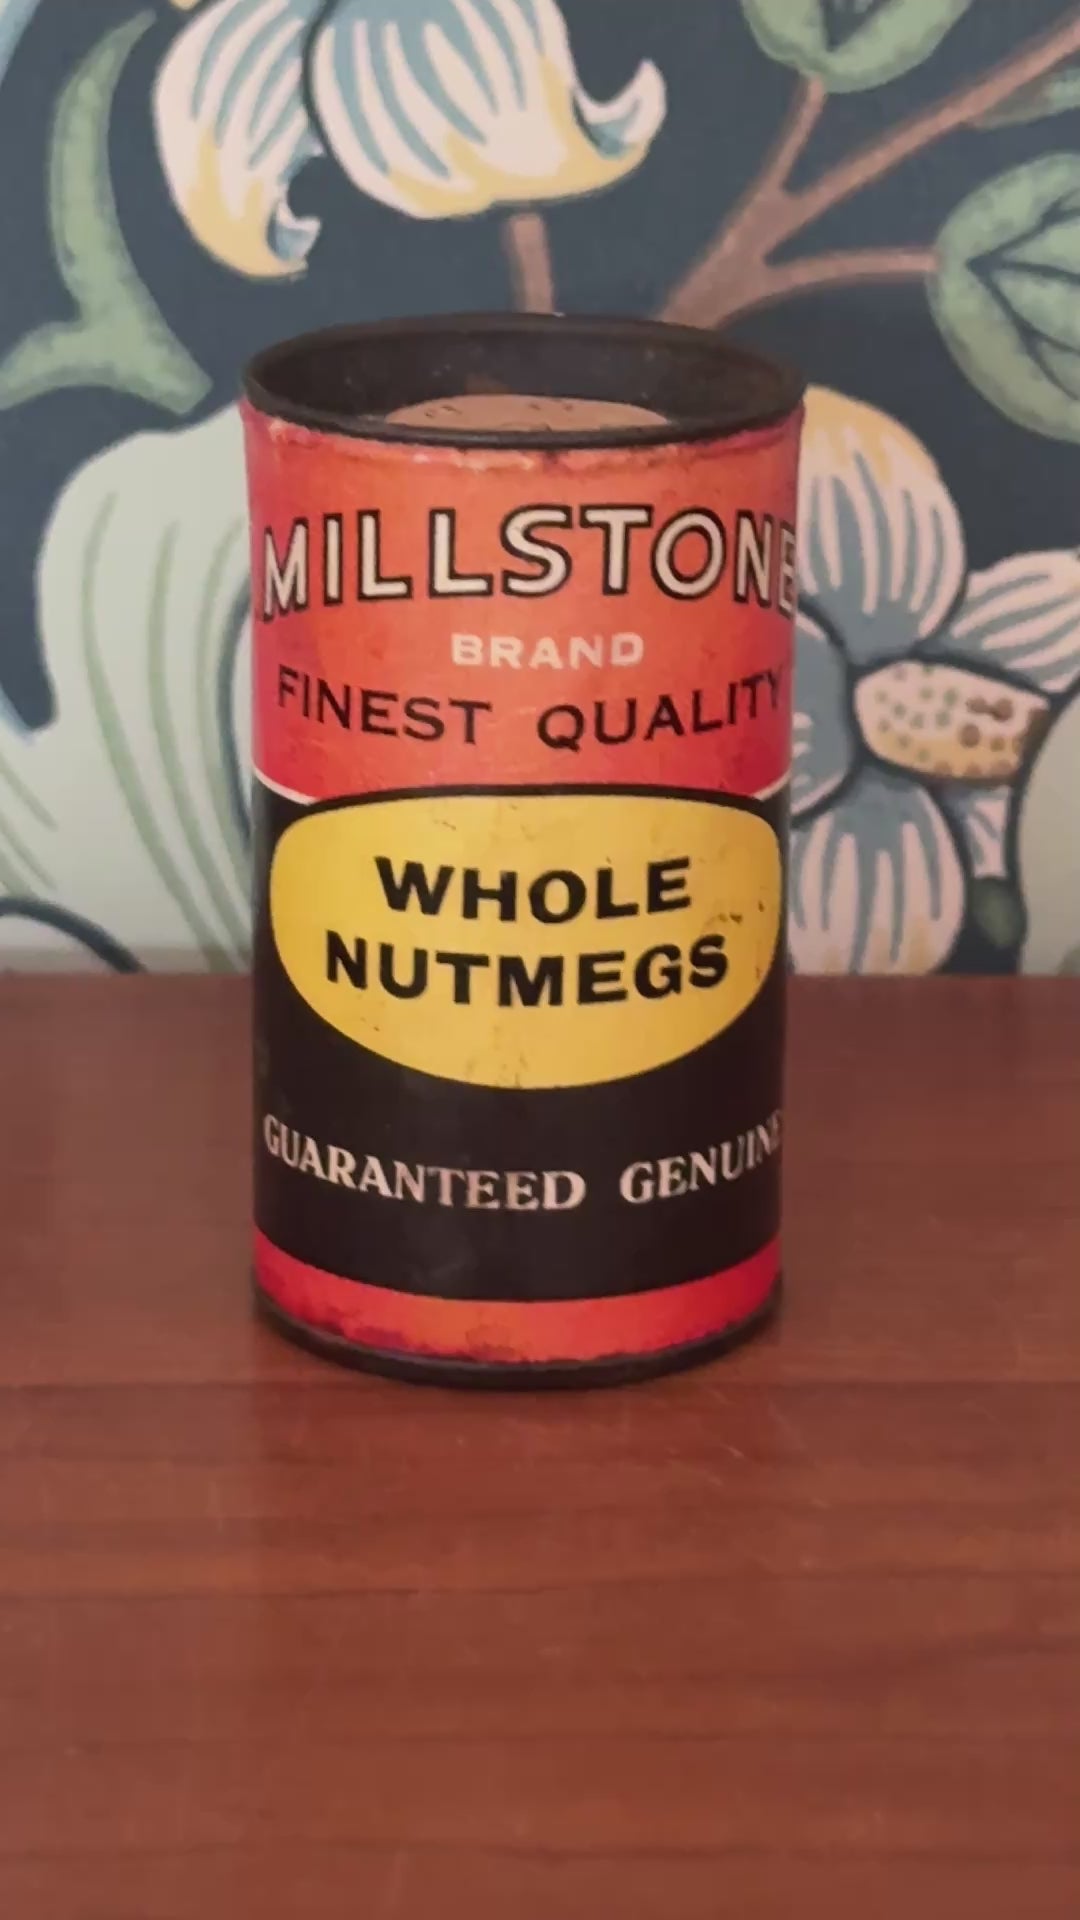 MILLSTONE
BRAND
FINEST QUALITY
WHOLE
NUTMEGS
GUARANTEED GENUINE